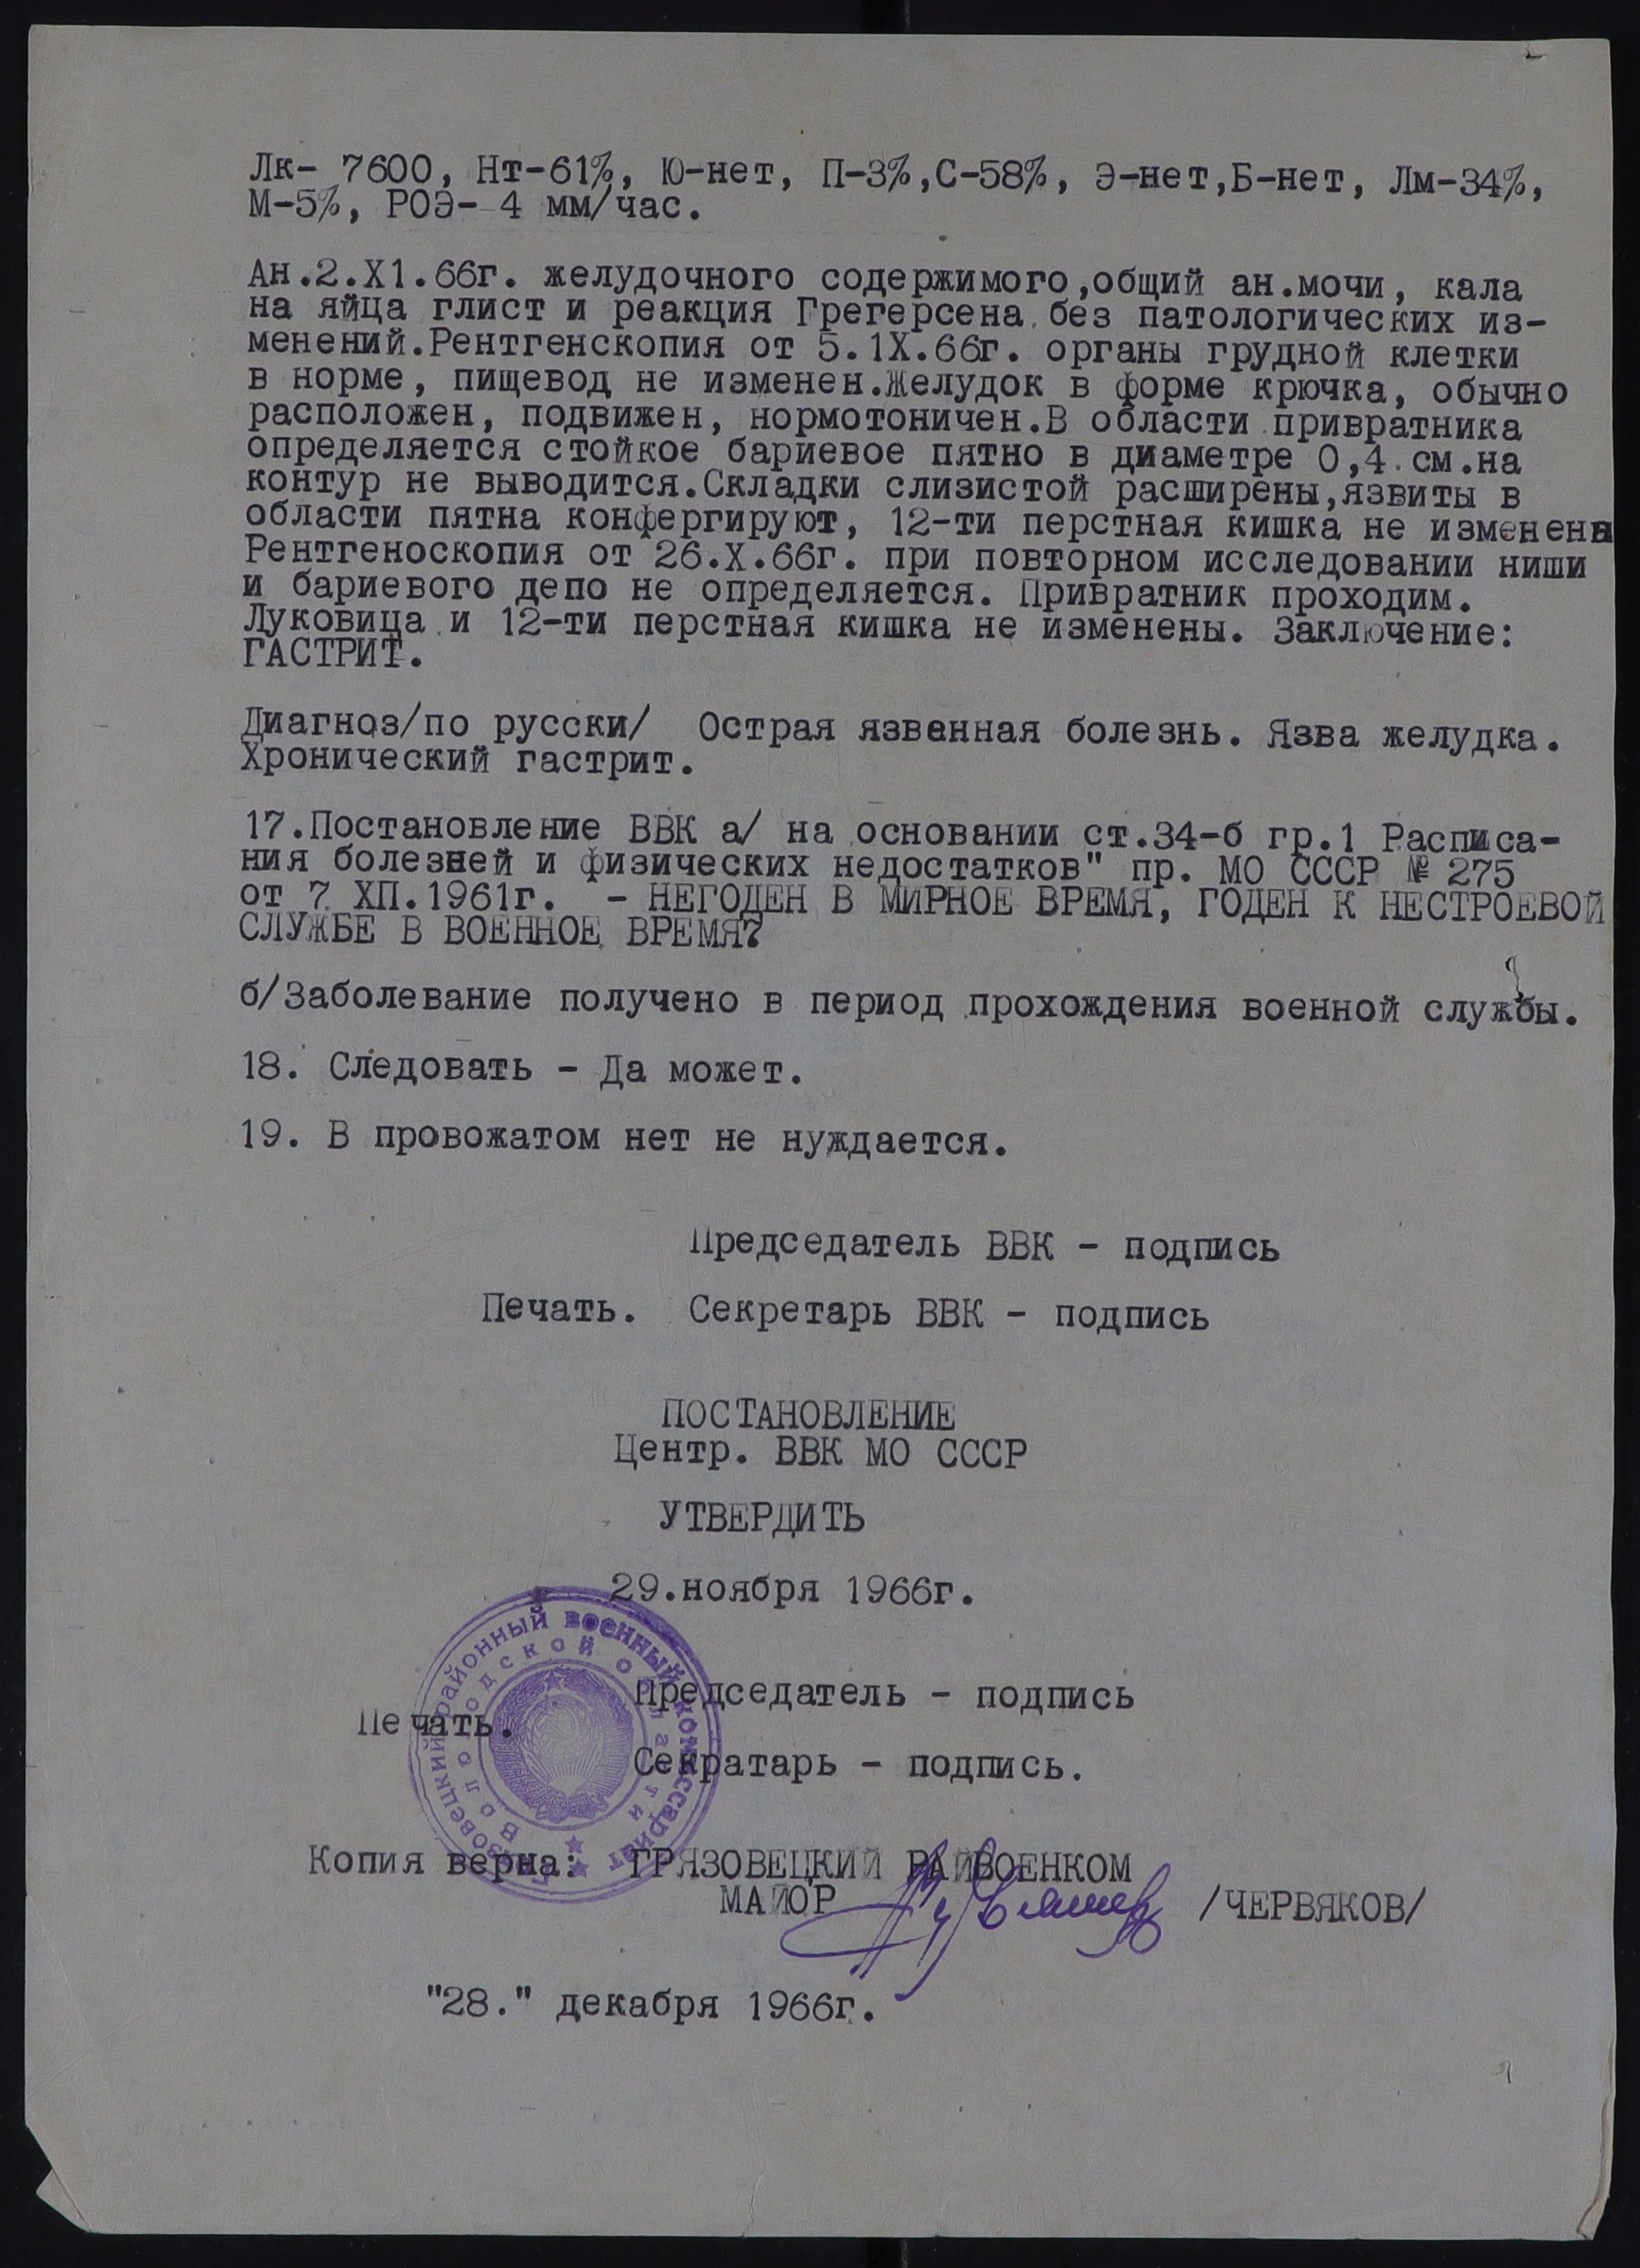 Лк- 7600, Нт-61%, Ю-нет, П-3%,С-58%, Э-нет,Б-нет, Лм-34%,
М-5%, РОЭ- 4 мм/час.
Ан.2.Х1.66г. желудочного содержимого,общий ан.мочи, кала
на яйца глист и реакция Грегерсена без патологических из-
менений.Рентгенскопия от 5.1Х.66г. органы грудной клетки
в норме, пищевод не изменен.Желудок в форме крючка, обычно
расположен, подвижен, нормотоничен.В области привратника
определяется стойкое бариевое пятно в диаметре 0,4 см.на
контур не выводится.Складки слизистой расширены,язвиты в
области пятна конфергируют, 12-ти перстная кишка не изменена
Рентгеноскопия от 26.Х.66г. при повторном исследовании ниши
и бариевого депо не определяется. Привратник проходим.
Луковица и 12-ти перстная кишка не изменены. Заключение:
ГАСТРИТ.
Диагноз/по русски/ Острая язвенная болезнь. Язва желудка.
Хронический гастрит.
17.Постановление ВВК а/ на основании ст.34-б гр.1 Расписа-
ния болезней и физических недостатков" пр. МО СССР № 275
от 7 ХП.1961г. - НЕГОДЕН В МИРНОЕ ВРЕМЯ, ГОДЕН К НЕСТРОЕВОЙ
СЛУЖБЕ В ВОЕННОЕ ВРЕМЯ?
б/Заболевание получено в период прохождения военной службы.
18. Следовать - Да может.
19. В провожатом нет не нуждается.
Председатель ВВК - подпись
Печать. Секретарь ВВК - подпись
ПОСТАНОВЛЕНИЕ
Центр. ВВК МО СССР
УТВЕРДИТЬ
29.ноября 1966г.
Грязовецкий районный военный комиссариат
Вологодской области
Председатель - подпись
Печать.
Секратарь - подпись.
Копия верна: ГРЯЗОВЕЦКИЙ РАЙВОЕНКОМ
МАЙОР /ЧЕРВЯКОВ/
"28." декабря 1966г.